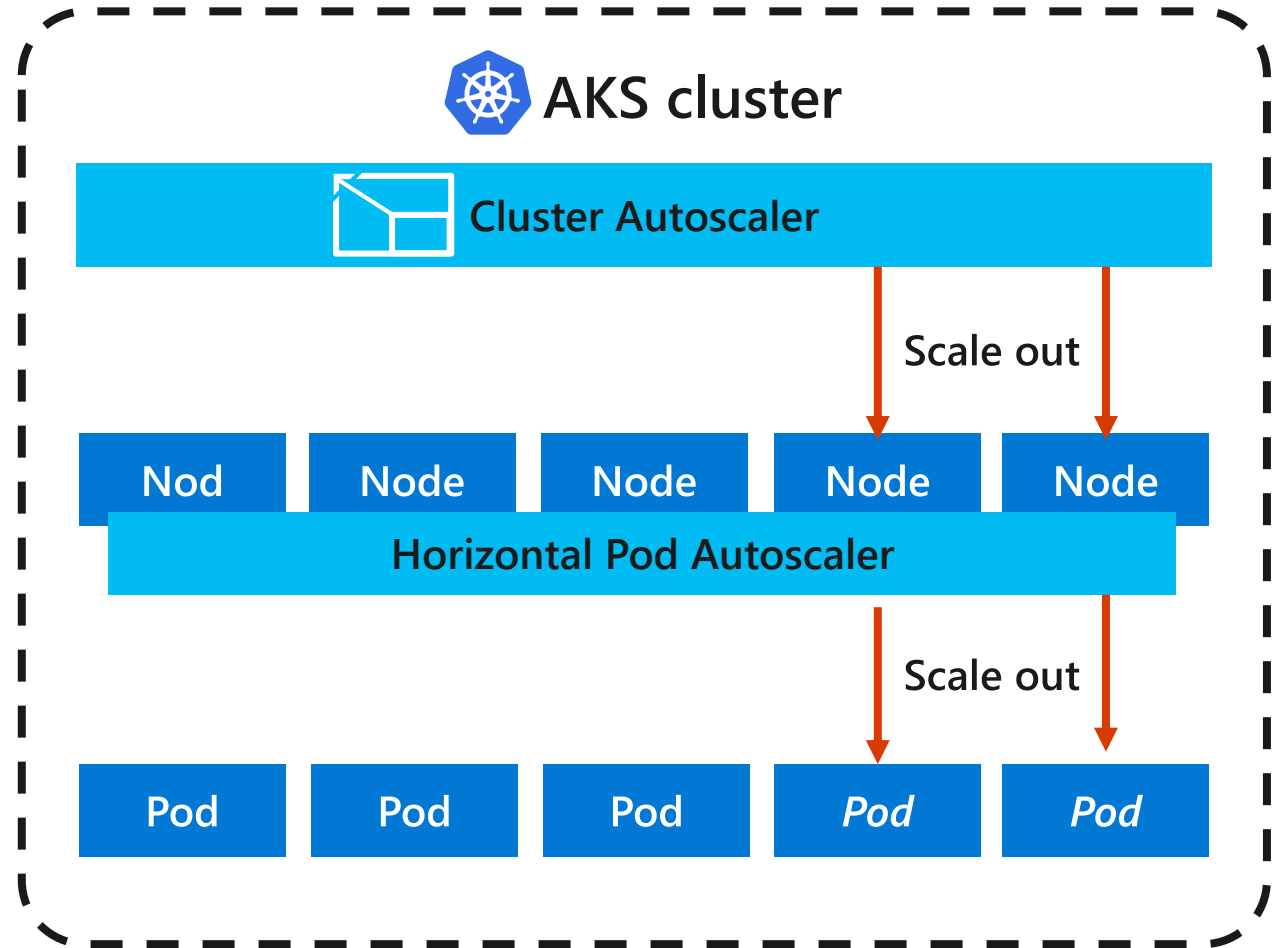 AKS cluster
Cluster Autoscaler
Scale out
Nod
Node
Node
Node
Node
Horizontal Pod Autoscaler
Scale out
Pod
Pod
Pod
Pod
Pod